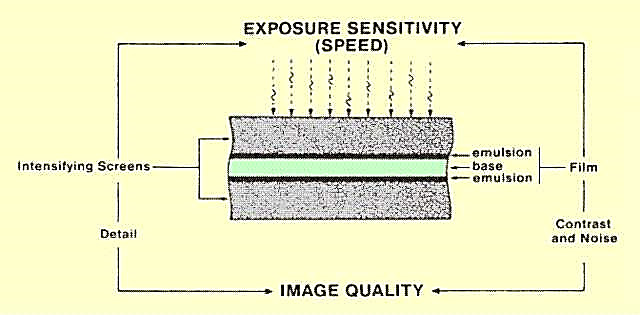 EXPOSURE SENSITIVITY
(SPEED)
emulsion
Intensifying Screens
base
Film
emulsion
Detail
Contrast
and Noise
IMAGE QUALITY